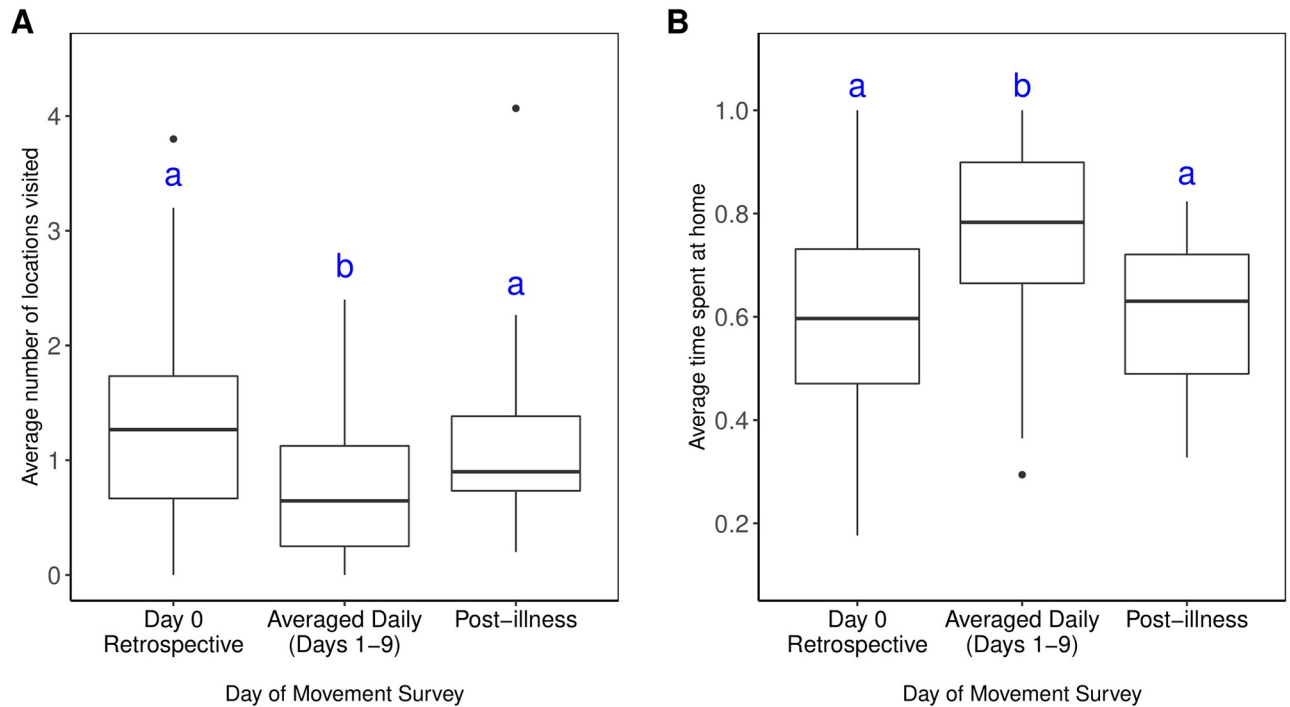 A
Average number of locations visited
4
3
2
1
0
a
b
a
Day 0
Retrospective
Averaged Daily
(Days 1–9)
Post–illness
Day of Movement Survey
B
Average time spent at home
1.0
0.8
0.6
0.4
0.2
a
b
a
Day 0
Retrospective
Averaged Daily
(Days 1–9)
Post–illness
Day of Movement Survey